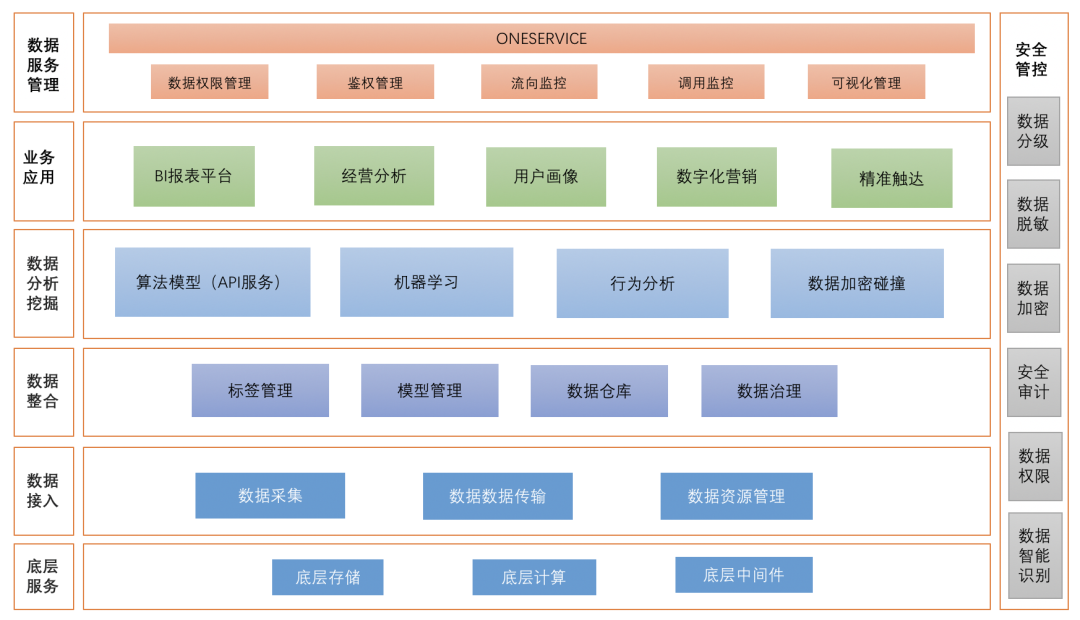 数据
服务
管理
ONESERVICE
数据权限管理
鉴权管理
流向监控
调用监控
可视化管理
业务
应用
BI报表平台
经营分析
用户画像
数字化营销
精准触达
数据
分析
挖掘
算法模型（API服务）
机器学习
行为分析
数据加密碰撞
数据
整合
标签管理
模型管理
数据仓库
数据治理
数据
接入
数据采集
数据数据传输
数据资源管理
底层
服务
底层存储
底层计算
底层中间件
安全
管控
数据
分级
数据
脱敏
数据
加密
安全
审计
数据
权限
数据
智能
识别